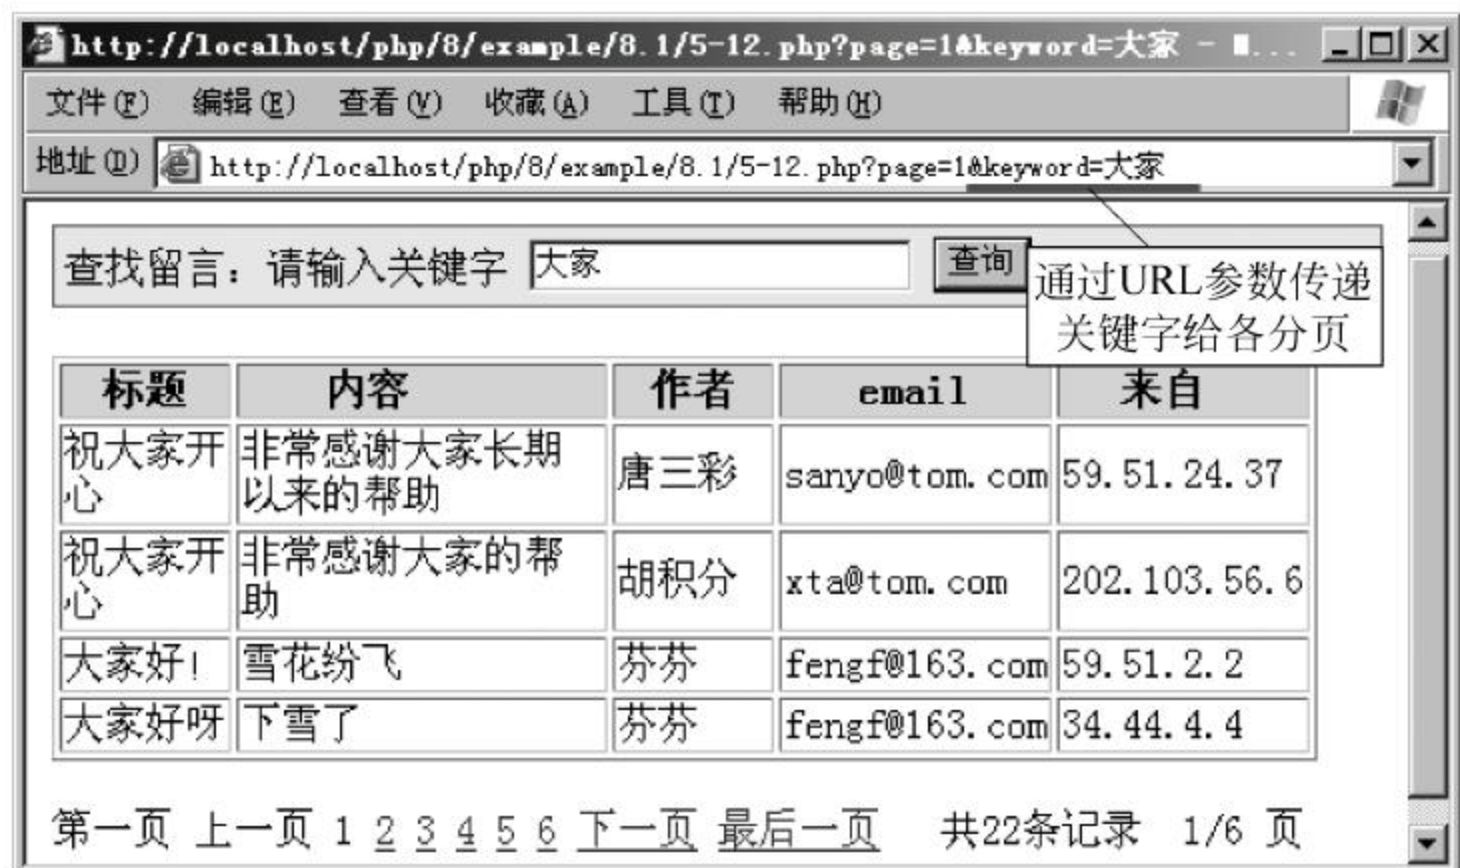 http://localhost/php/8/example/8.1/5-12.php?page=1&keyword=大家 - M...
文件(F) 编辑(E) 查看(V) 收藏(A) 工具(T) 帮助(H)
地址(D) http://localhost/php/8/example/8.1/5-12.php?page=1&keyword=大家
查找留言：请输入关键字 大家 查询
通过URL参数传递
关键字给各分页
标题 内容 作者 email 来自
祝大家开心 非常感谢大家长期以来的帮助 唐三彩 sanyo@tom.com 59.51.24.37
祝大家开心 非常感谢大家的帮助 胡积分 xta@tom.com 202.103.56.6
大家好! 雪花纷飞 芬芬 fengf@163.com 59.51.2.2
大家好呀 下雪了 芬芬 fengf@163.com 34.44.4.4
第一页 上一页 1 2 3 4 5 6 下一页 最后一页 共22条记录 1/6 页